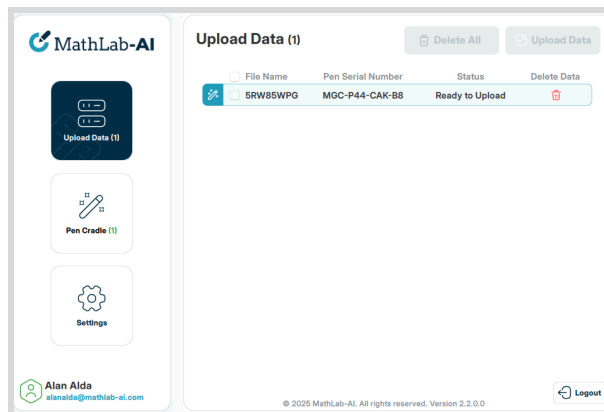 MathLab-AI
Upload Data (1)
Pen Cradle (1)
Settings
Alan Alda
alanalda@mathlab-ai.com
Upload Data (1)
Delete All
Upload Data
File Name Pen Serial Number Status Delete Data
5RW85WPG MGC-P44-CAK-B8 Ready to Upload
© 2025 MathLab-AI. All rights reserved. Version 2.2.0.0
Logout